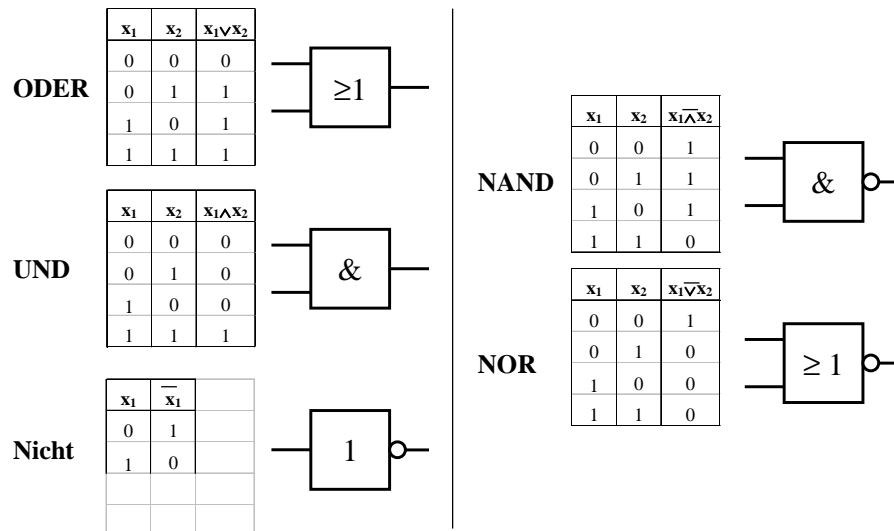 x₁ x₂ x₁∨x₂
0 0 0
0 1 1
1 0 1
1 1 1
ODER
≥1
x₁ x₂ x₁∧x₂
0 0 0
0 1 0
1 0 0
1 1 1
UND
&
x₁ x̅₁
0 1
1 0
Nicht
1
x₁ x₂ x₁⊼x₂
0 0 1
0 1 1
1 0 1
1 1 0
NAND
&
x₁ x₂ x₁⊽x₂
0 0 1
0 1 0
1 0 0
1 1 0
NOR
≥ 1